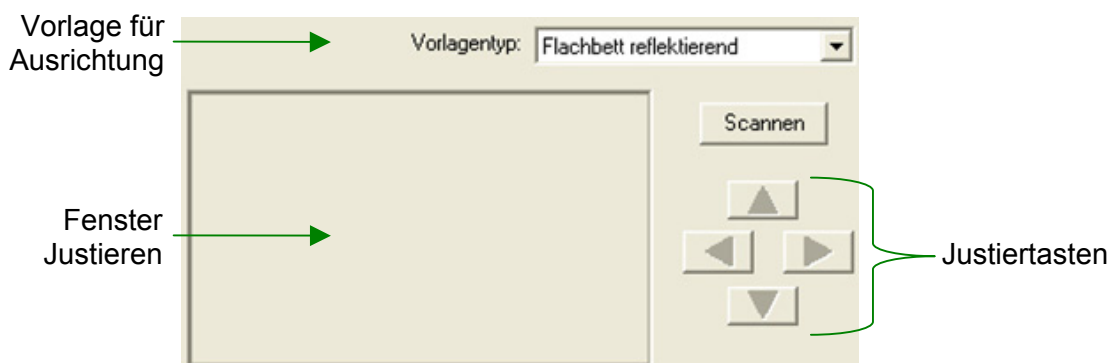 Vorlage für
Ausrichtung
Vorlagentyp: Flachbett reflektierend
Scannen
Fenster
Justieren
Justiertasten